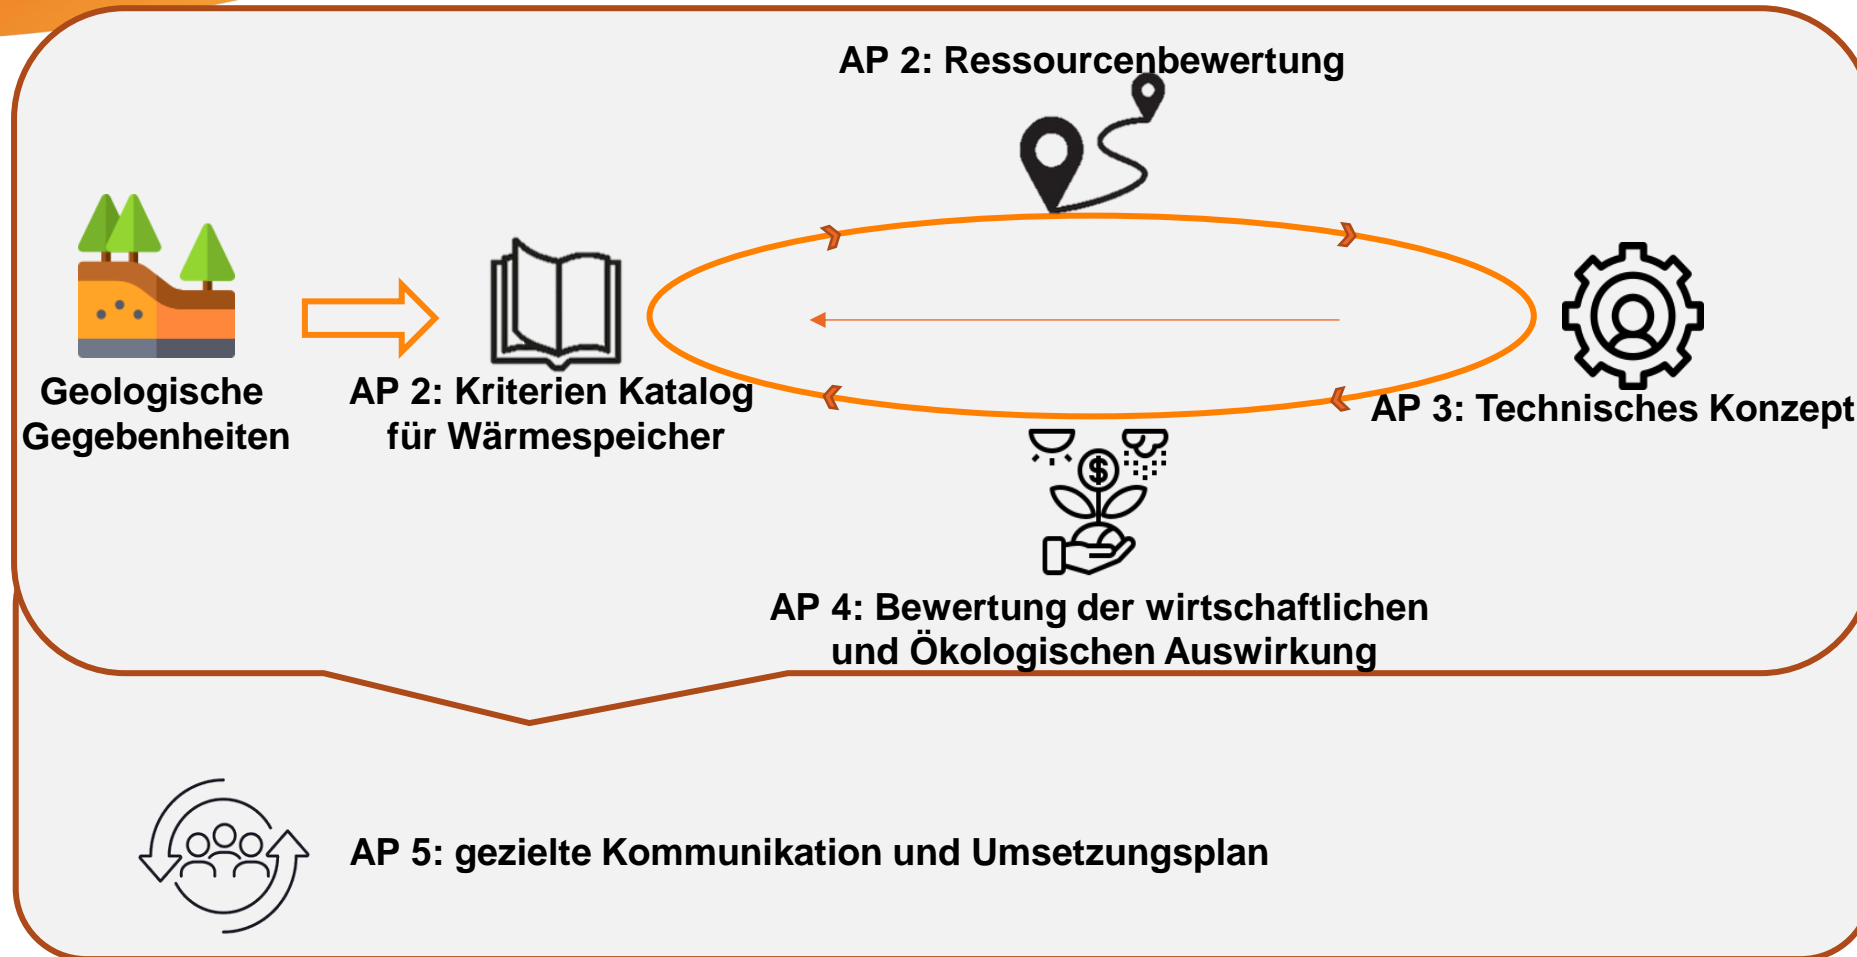 AP 2: Ressourcenbewertung
Geologische
Gegebenheiten
AP 2: Kriterien Katalog
für Wärmespeicher
AP 3: Technisches Konzept
$
AP 4: Bewertung der wirtschaftlichen
und Ökologischen Auswirkung
AP 5: gezielte Kommunikation und Umsetzungsplan